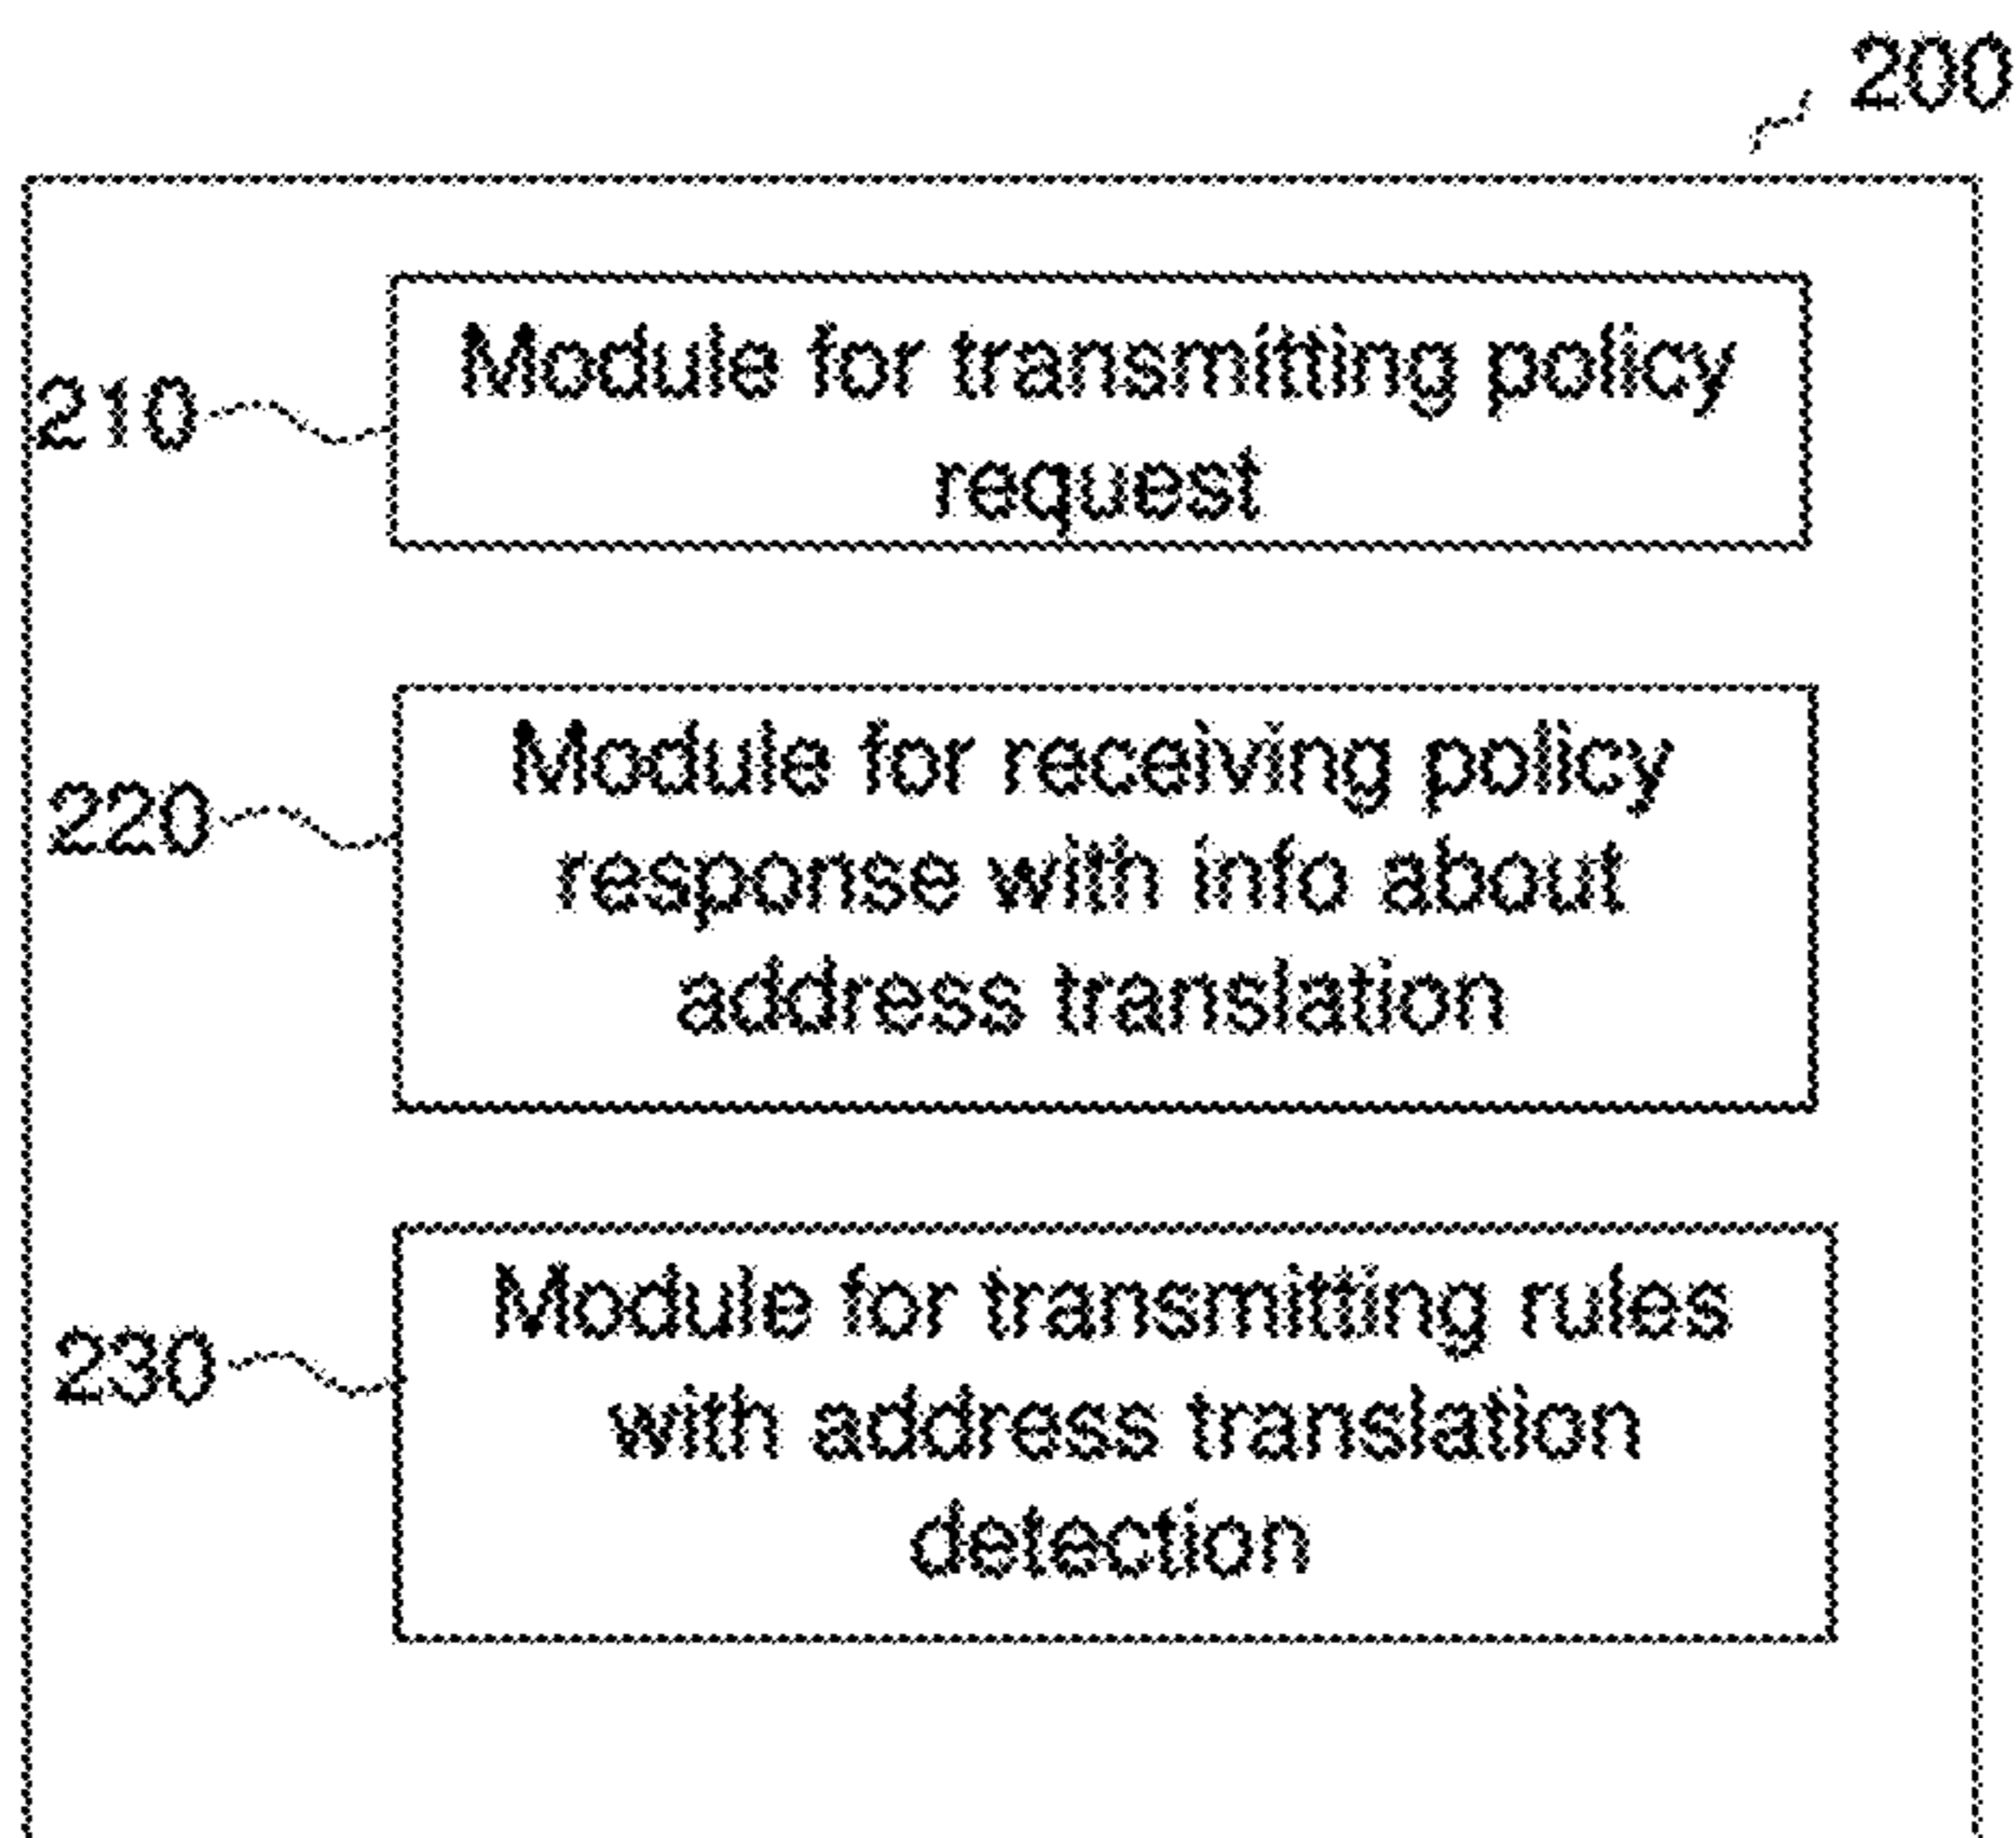 200
210
Module for transmitting policy
request
220
Module for receiving policy
response with info about
address translation
230
Module for transmitting rules
with address translation
detection